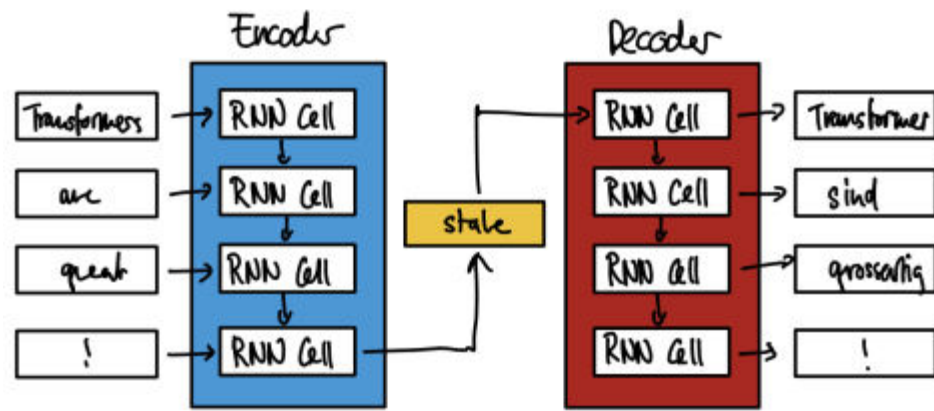 Encoder
Decoder
Transformers
RNN Cell
RNN Cell
Transformer
are
RNN Cell
RNN Cell
sind
state
great
RNN Cell
RNN Cell
grossartig
!
RNN Cell
RNN Cell
!